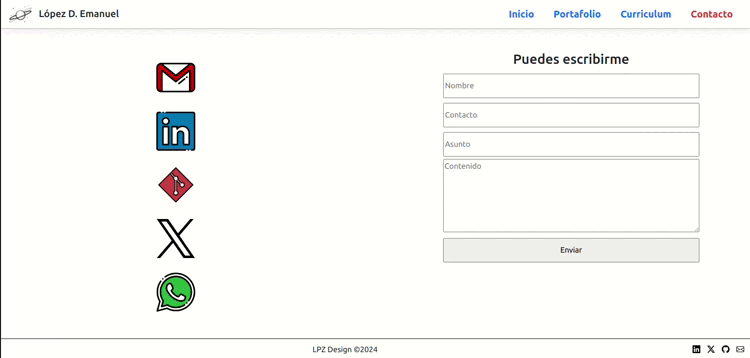 López D. Emanuel
Inicio Portafolio Curriculum Contacto
in
Puedes escribirme
Nombre
Contacto
Asunto
Contenido
Enviar
LPZ Design ©2024